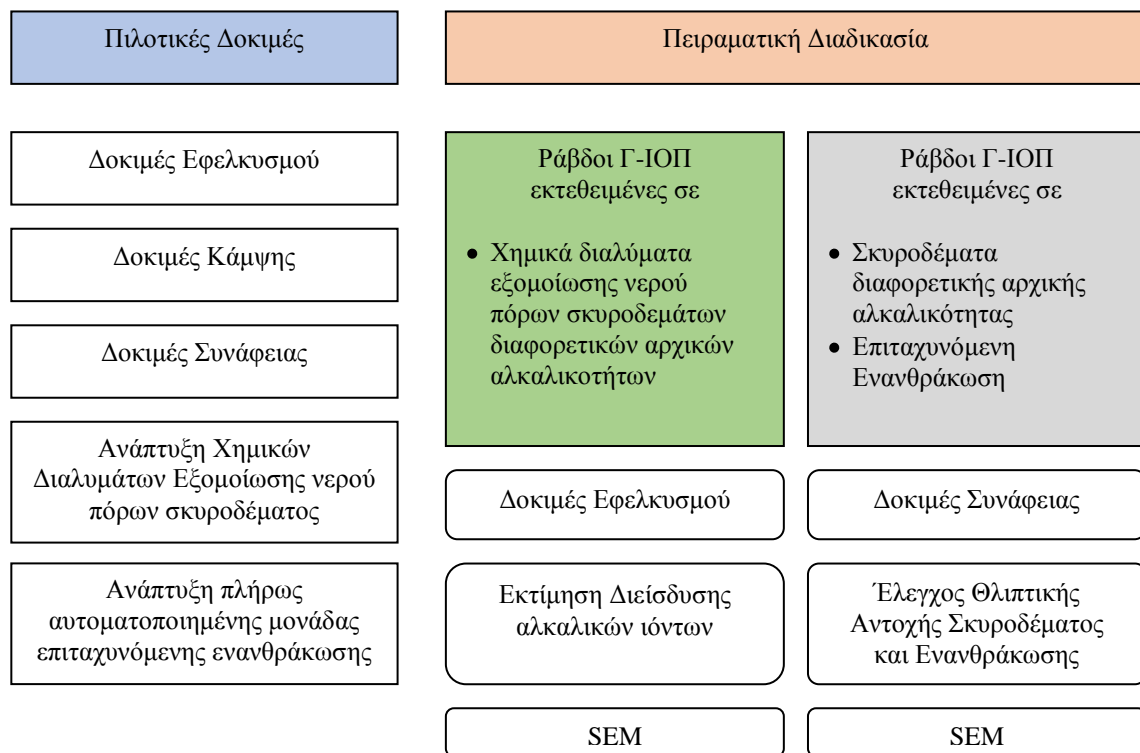 Πιλοτικές Δοκιμές
Πειραματική Διαδικασία
Δοκιμές Εφελκυσμού
Δοκιμές Κάμψης
Δοκιμές Συνάφειας
Ανάπτυξη Χημικών
Διαλυμάτων Εξομοίωσης νερού
πόρων σκυροδέματος
Ανάπτυξη πλήρως
αυτοματοποιημένης μονάδας
επιταχυνόμενης ενανθράκωσης
Ράβδοι Γ-ΙΟΠ
εκτεθειμένες σε
• Χημικά διαλύματα
εξομοίωσης νερού
πόρων σκυροδεμάτων
διαφορετικών αρχικών
αλκαλικοτήτων
Δοκιμές Εφελκυσμού
Εκτίμηση Διείσδυσης
αλκαλικών ιόντων
SEM
Ράβδοι Γ-ΙΟΠ
εκτεθειμένες σε
• Σκυροδέματα
διαφορετικής αρχικής
αλκαλικότητας
• Επιταχυνόμενη
Ενανθράκωση
Δοκιμές Συνάφειας
Έλεγχος Θλιπτικής
Αντοχής Σκυροδέματος
και Ενανθράκωσης
SEM